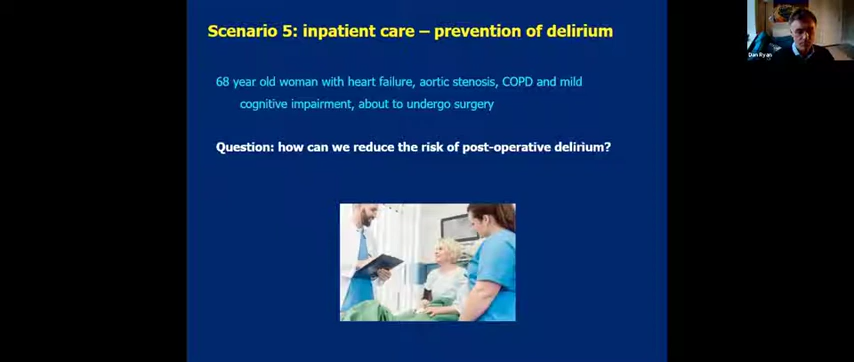 Scenario 5: inpatient care – prevention of delirium
68 year old woman with heart failure, aortic stenosis, COPD and mild
cognitive impairment, about to undergo surgery
Question: how can we reduce the risk of post-operative delirium?
Dan Ryan